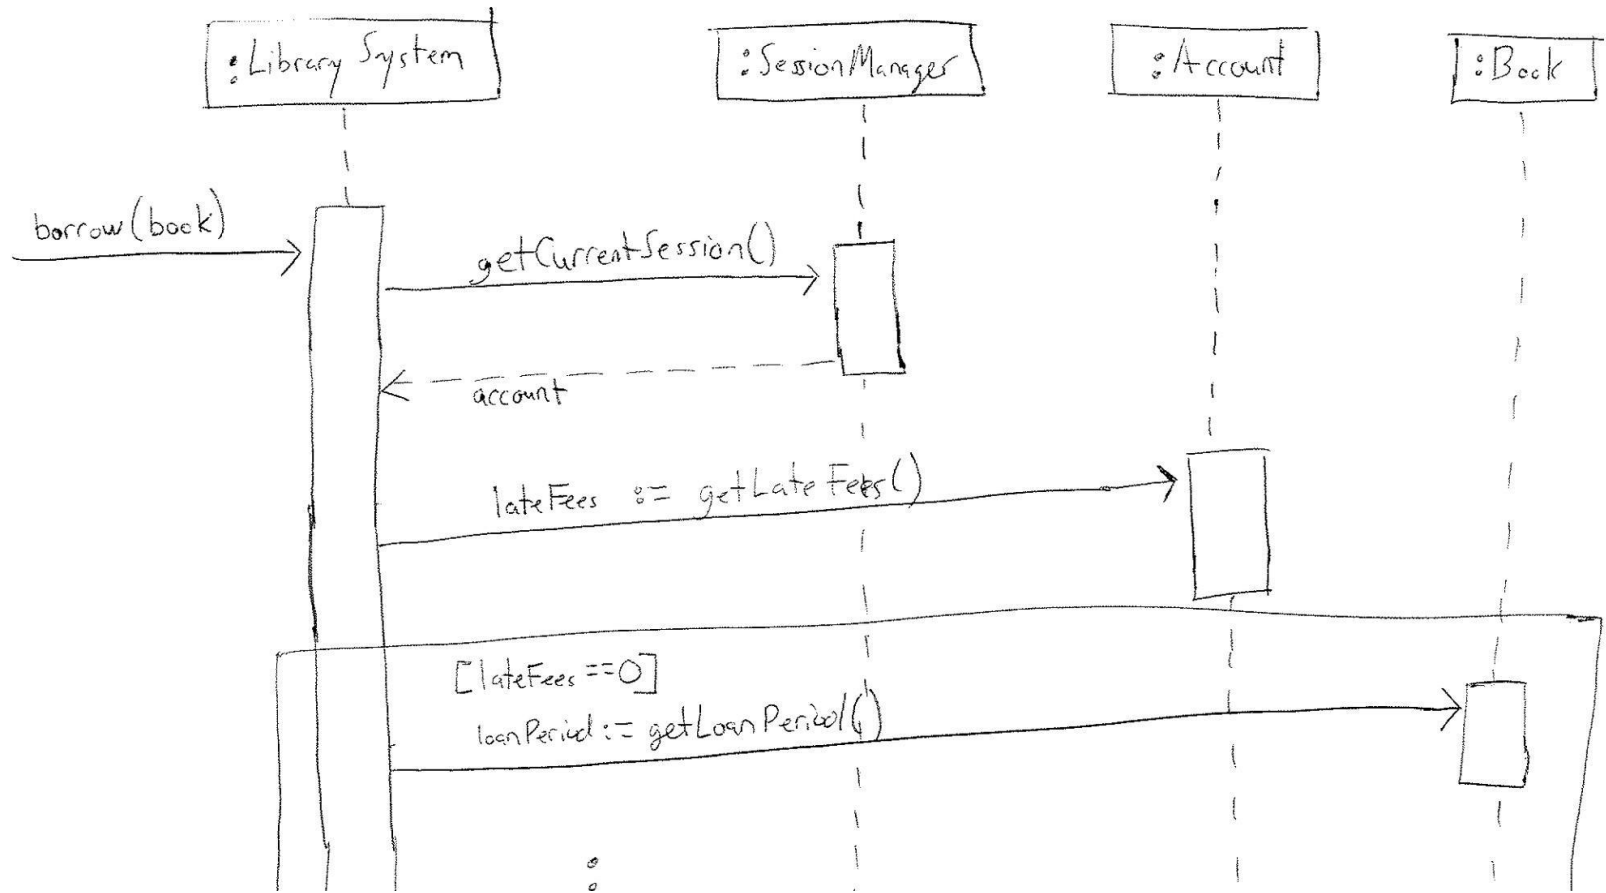 :Library System
:SessionManager
:Account
:Book
borrow(book)
getCurrentSession()
account
lateFees := getLateFees()
[lateFees==0]
loanPeriod := getLoanPeriod()